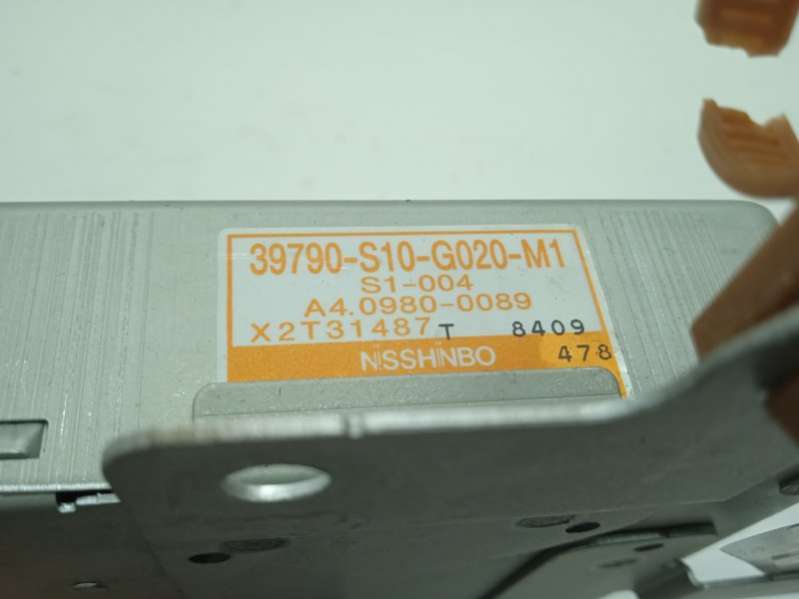 39790-S10-G020-M1
S1-004
A4.0980-0089
X2T31487 T 8409
NISSHINBO 478